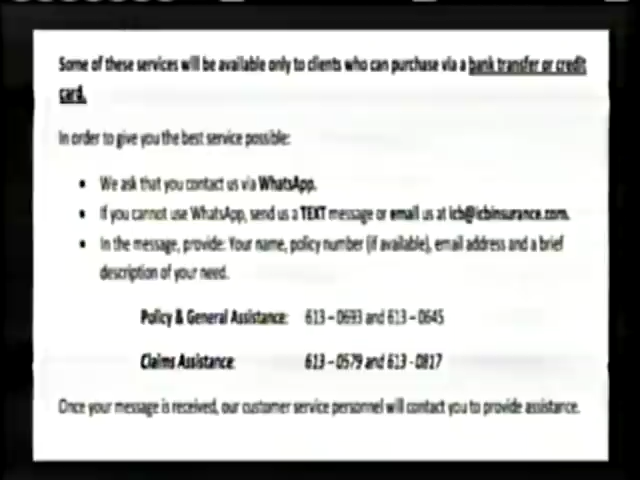 Some of these services will be available only to clients who can purchase via a bank transfer or credit
card.
In order to give you the best service possible:
• We ask that you contact us via WhatsApp.
• If you cannot use WhatsApp, send us a TEXT message or email us at icb@icbinsurance.com.
• In the message, provide: Your name, policy number (if available), email address and a brief
description of your need.
Policy & General Assistance: 613 – 0693 and 613 – 0645
Claims Assistance: 613 – 0579 and 613 - 0817
Once your message is received, our customer service personnel will contact you to provide assistance.